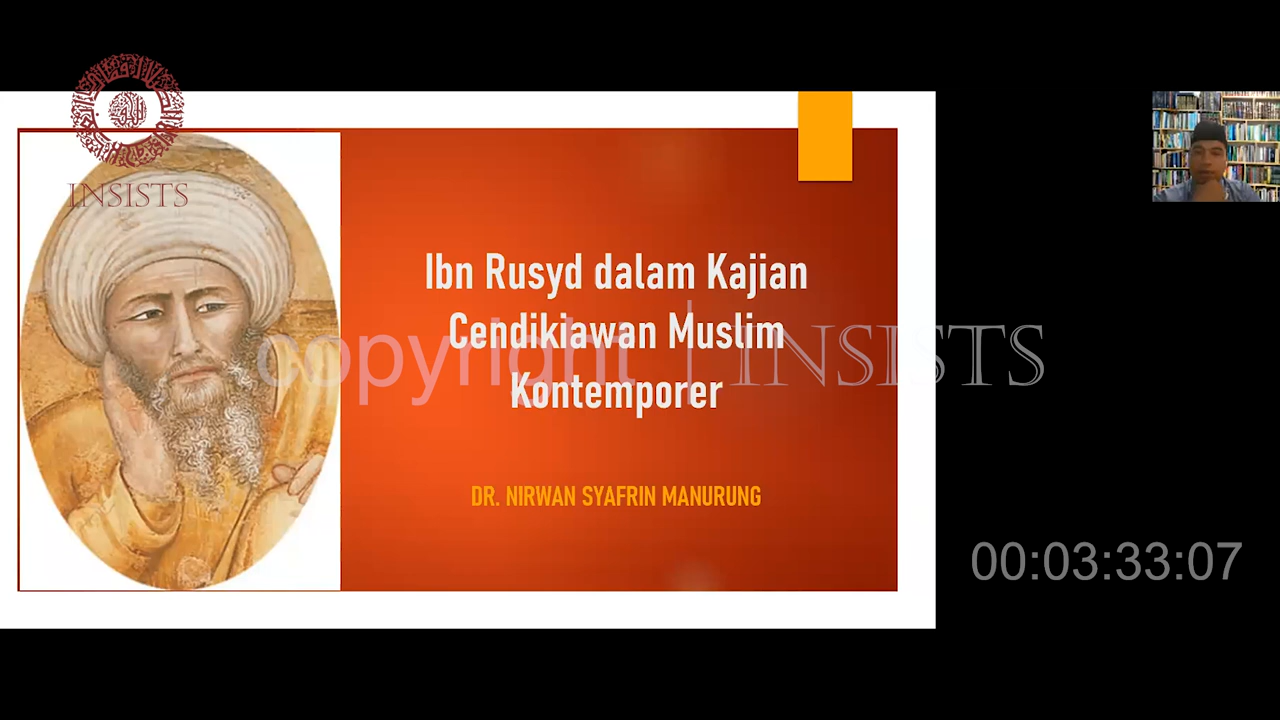 INSISTS
Ibn Rusyd dalam Kajian
Cendikiawan Muslim
Kontemporer
copyright | INSISTS
DR. NIRWAN SYAFRIN MANURUNG
00:03:33:07